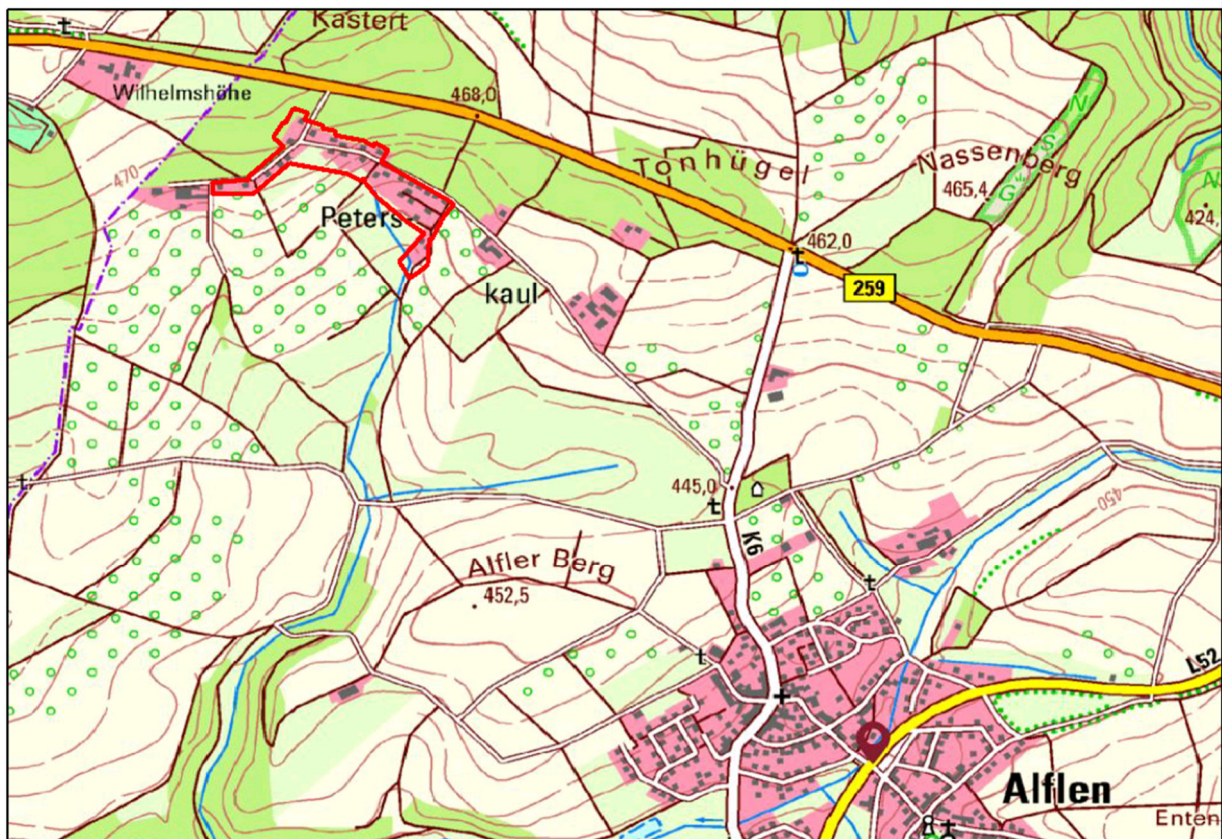 Kastert
Wilhelmshöhe
468,0
470
Tonhügel
Nassenberg
465,4
N
S
G
N
424,
Peters-
kaul
462,0
259
445,0
K6
450
Alfler Berg
452,5
L52
Alflen
Enten